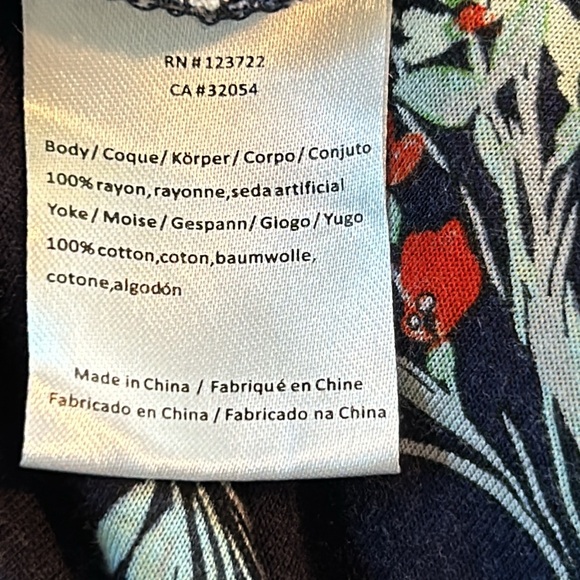 RN # 123722
CA #32054
Body / Coque / Körper / Corpo / Conjuto
100% rayon, rayonne, seda artificial
Yoke / Moise / Gespann / Giogo / Yugo
100% cotton, coton, baumwolle,
cotone, algodón
Made in China / Fabriqué en Chine
Fabricado en China / Fabricado na China